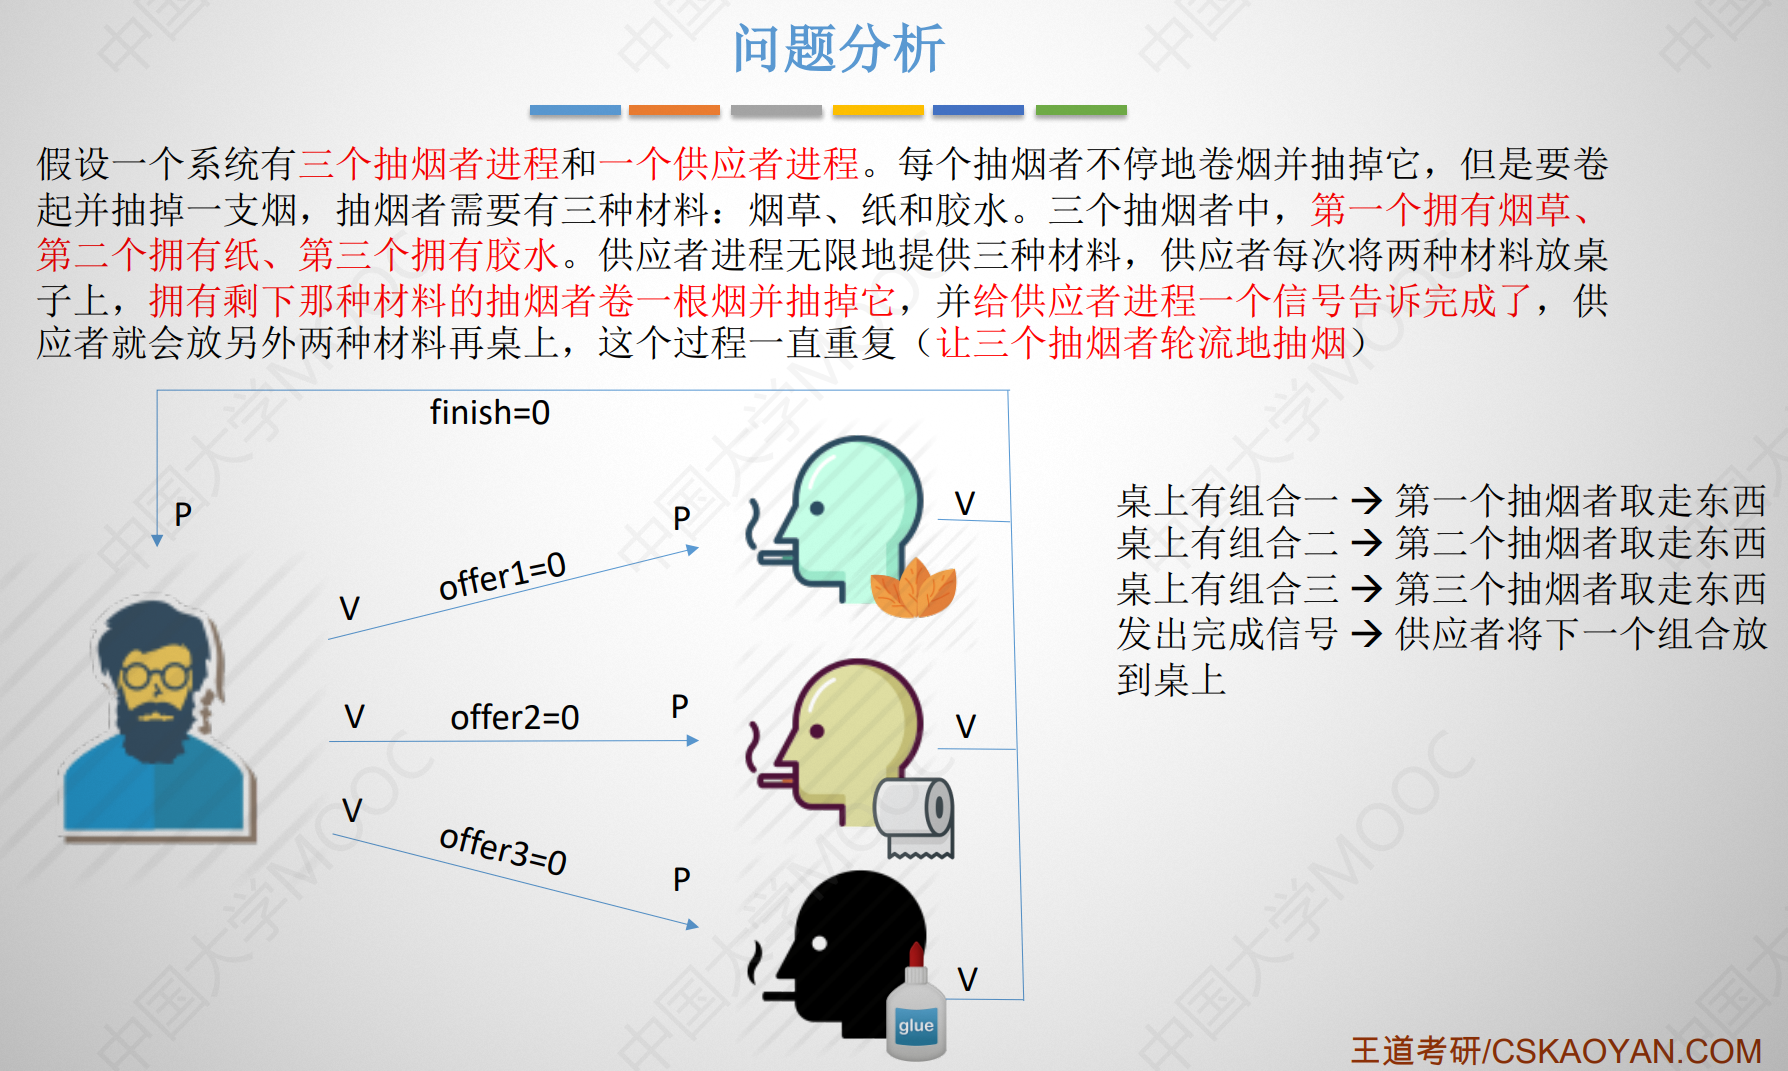 问题分析
假设一个系统有三个抽烟者进程和一个供应者进程。每个抽烟者不停地卷烟并抽掉它，但是要卷
起并抽掉一支烟，抽烟者需要有三种材料：烟草、纸和胶水。三个抽烟者中，第一个拥有烟草、
第二个拥有纸、第三个拥有胶水。供应者进程无限地提供三种材料，供应者每次将两种材料放桌
子上，拥有剩下那种材料的抽烟者卷一根烟并抽掉它，并给供应者进程一个信号告诉完成了，供
应者就会放另外两种材料再桌上，这个过程一直重复（让三个抽烟者轮流地抽烟）
finish=0
P
V
offer1=0
P
V
V
offer2=0
P
V
V
offer3=0
P
V
glue
桌上有组合一 → 第一个抽烟者取走东西
桌上有组合二 → 第二个抽烟者取走东西
桌上有组合三 → 第三个抽烟者取走东西
发出完成信号 → 供应者将下一个组合放
到桌上
王道考研/CSKAOYAN.COM
中国大学MOOC